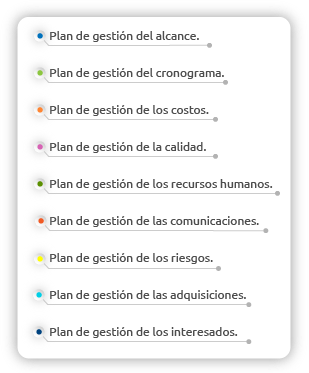 Plan de gestión del alcance.
Plan de gestión del cronograma.
Plan de gestión de los costos.
Plan de gestión de la calidad.
Plan de gestión de los recursos humanos.
Plan de gestión de las comunicaciones.
Plan de gestión de los riesgos.
Plan de gestión de las adquisiciones.
Plan de gestión de los interesados.